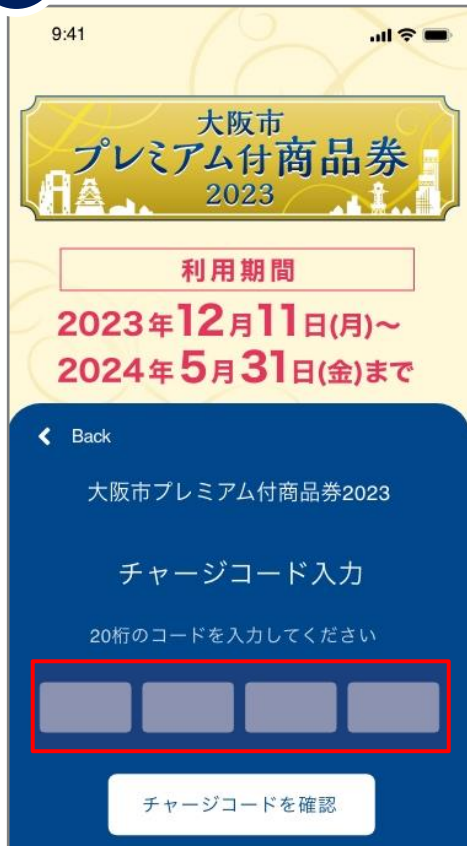 9:41
大阪市
プレミアム付商品券
2023
利用期間
2023年12月11日(月)～
2024年5月31日(金)まで
Back
大阪市プレミアム付商品券2023
チャージコード入力
20桁のコードを入力してください
チャージコードを確認